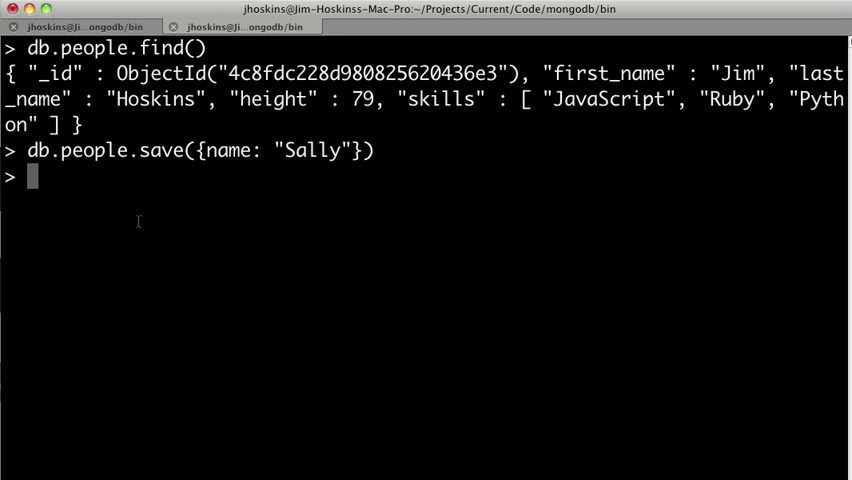 jhoskins@Jim-Hoskinss-Mac-Pro:~/Projects/Current/Code/mongodb/bin
jhoskins@Ji...ongodb/bin jhoskins@Ji...ongodb/bin
> db.people.find()
{ "_id" : ObjectId("4c8fdc228d980825620436e3"), "first_name" : "Jim", "last
_name" : "Hoskins", "height" : 79, "skills" : [ "JavaScript", "Ruby", "Pyth
on" ] }
> db.people.save({name: "Sally"})
>